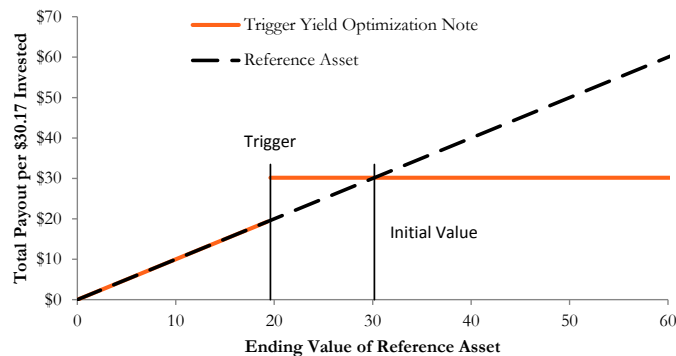 Total Payout per $30.17 Invested
$70
$60
$50
$40
$30
$20
$10
$0
Trigger Yield Optimization Note
Reference Asset
Trigger
Initial Value
0 10 20 30 40 50 60
Ending Value of Reference Asset